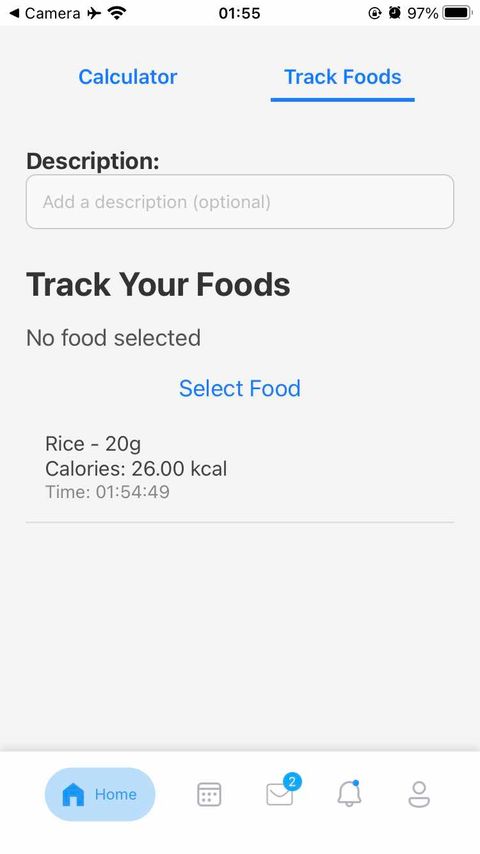 Camera 01:55 97%
Calculator Track Foods
Description:
Add a description (optional)
Track Your Foods
No food selected
Select Food
Rice - 20g
Calories: 26.00 kcal
Time: 01:54:49
Home 2